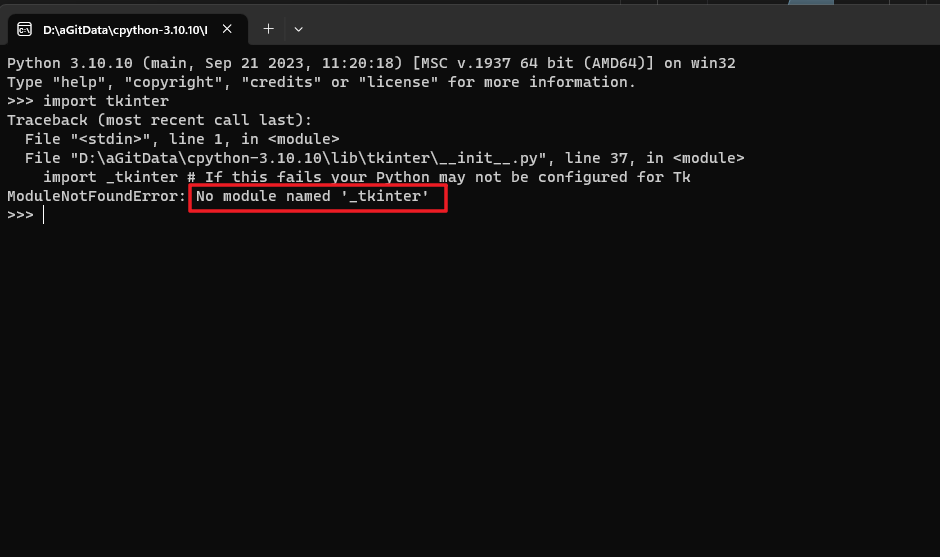 D:\aGitData\cpython-3.10.10\l
Python 3.10.10 (main, Sep 21 2023, 11:20:18) [MSC v.1937 64 bit (AMD64)] on win32
Type "help", "copyright", "credits" or "license" for more information.
>>> import tkinter
Traceback (most recent call last):
  File "<stdin>", line 1, in <module>
  File "D:\aGitData\cpython-3.10.10\lib\tkinter\__init__.py", line 37, in <module>
    import _tkinter # If this fails your Python may not be configured for Tk
ModuleNotFoundError: No module named '_tkinter'
>>>